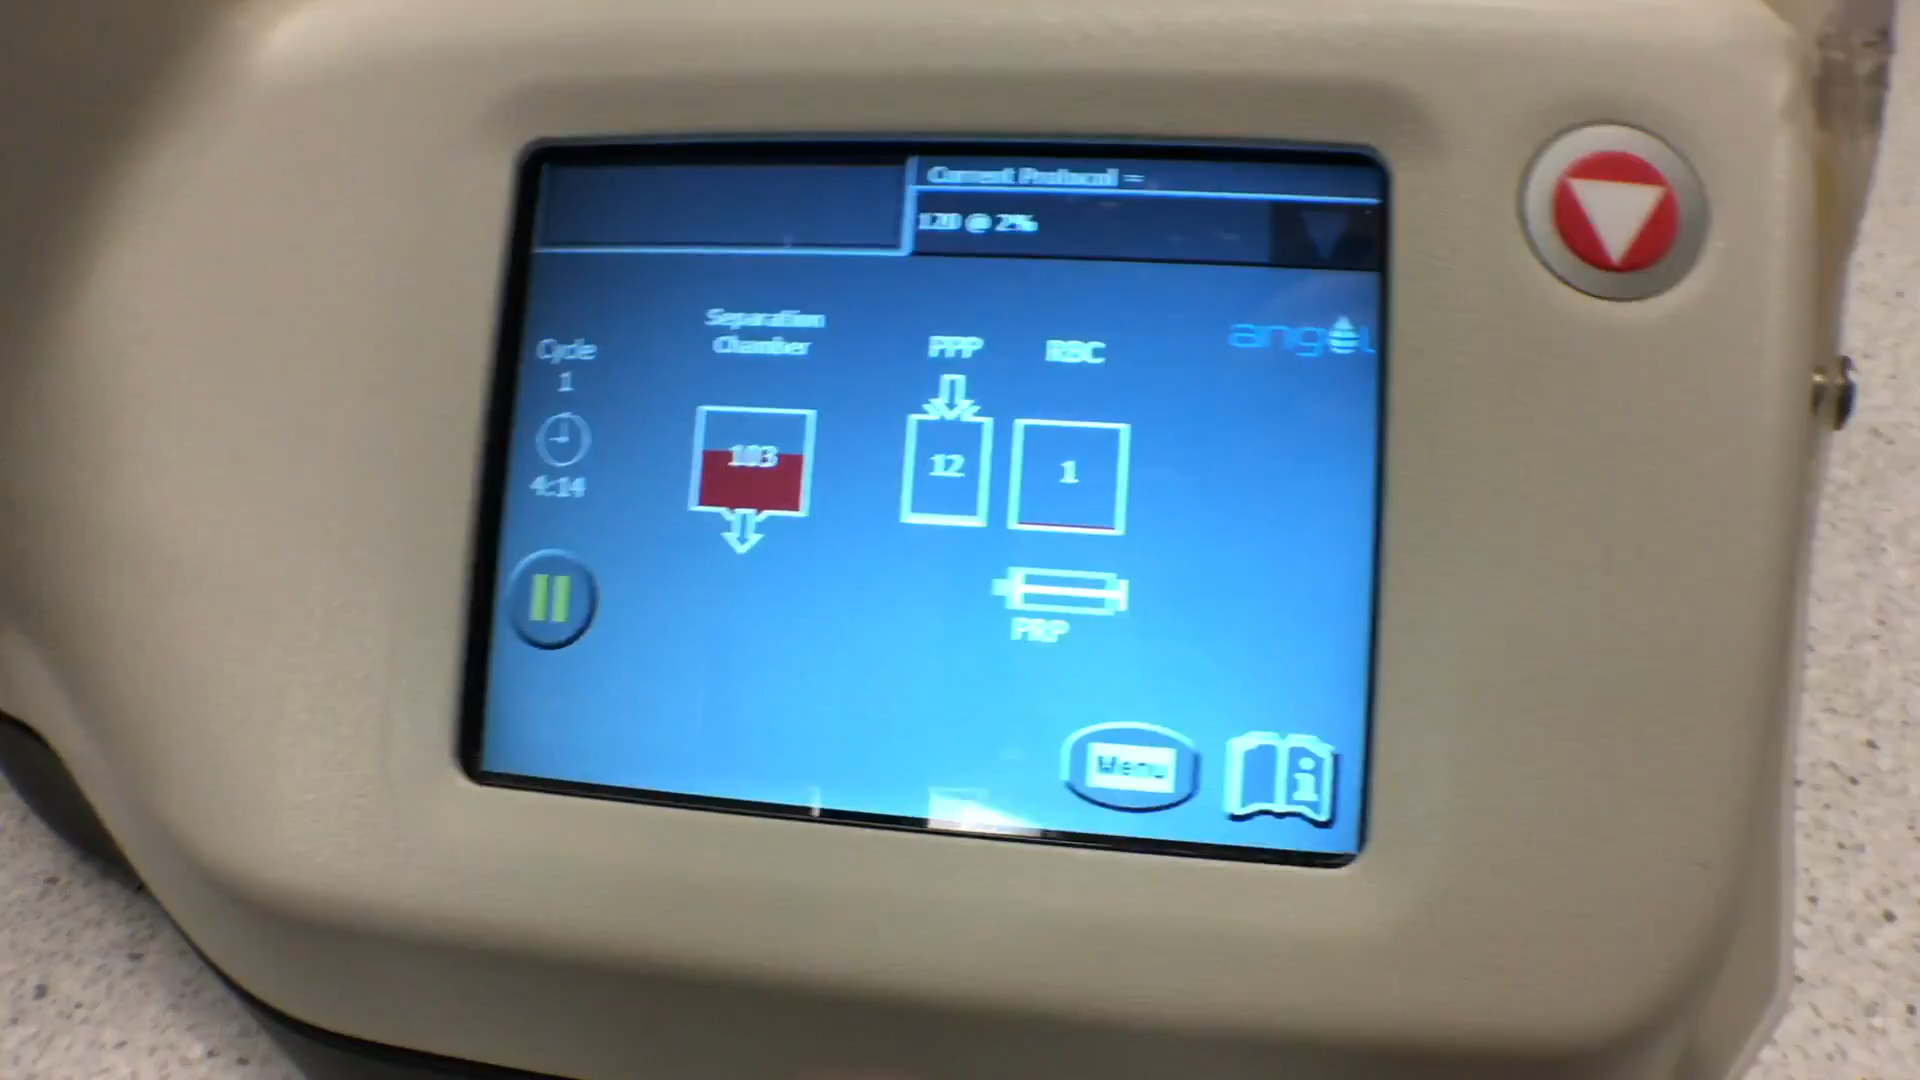 Current Protocol =
120 @ 2%
Separation
Chamber
PPP
RBC
angel
Cycle
1
103
12
1
4:14
PRP
Menu
i